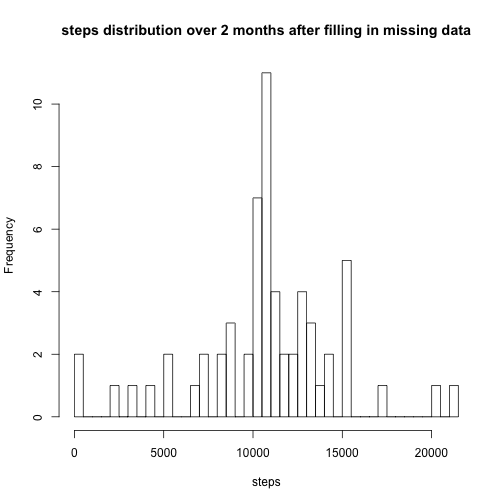 steps distribution over 2 months after filling in missing data
Frequency
10
8
6
4
2
0
0 5000 10000 15000 20000
steps